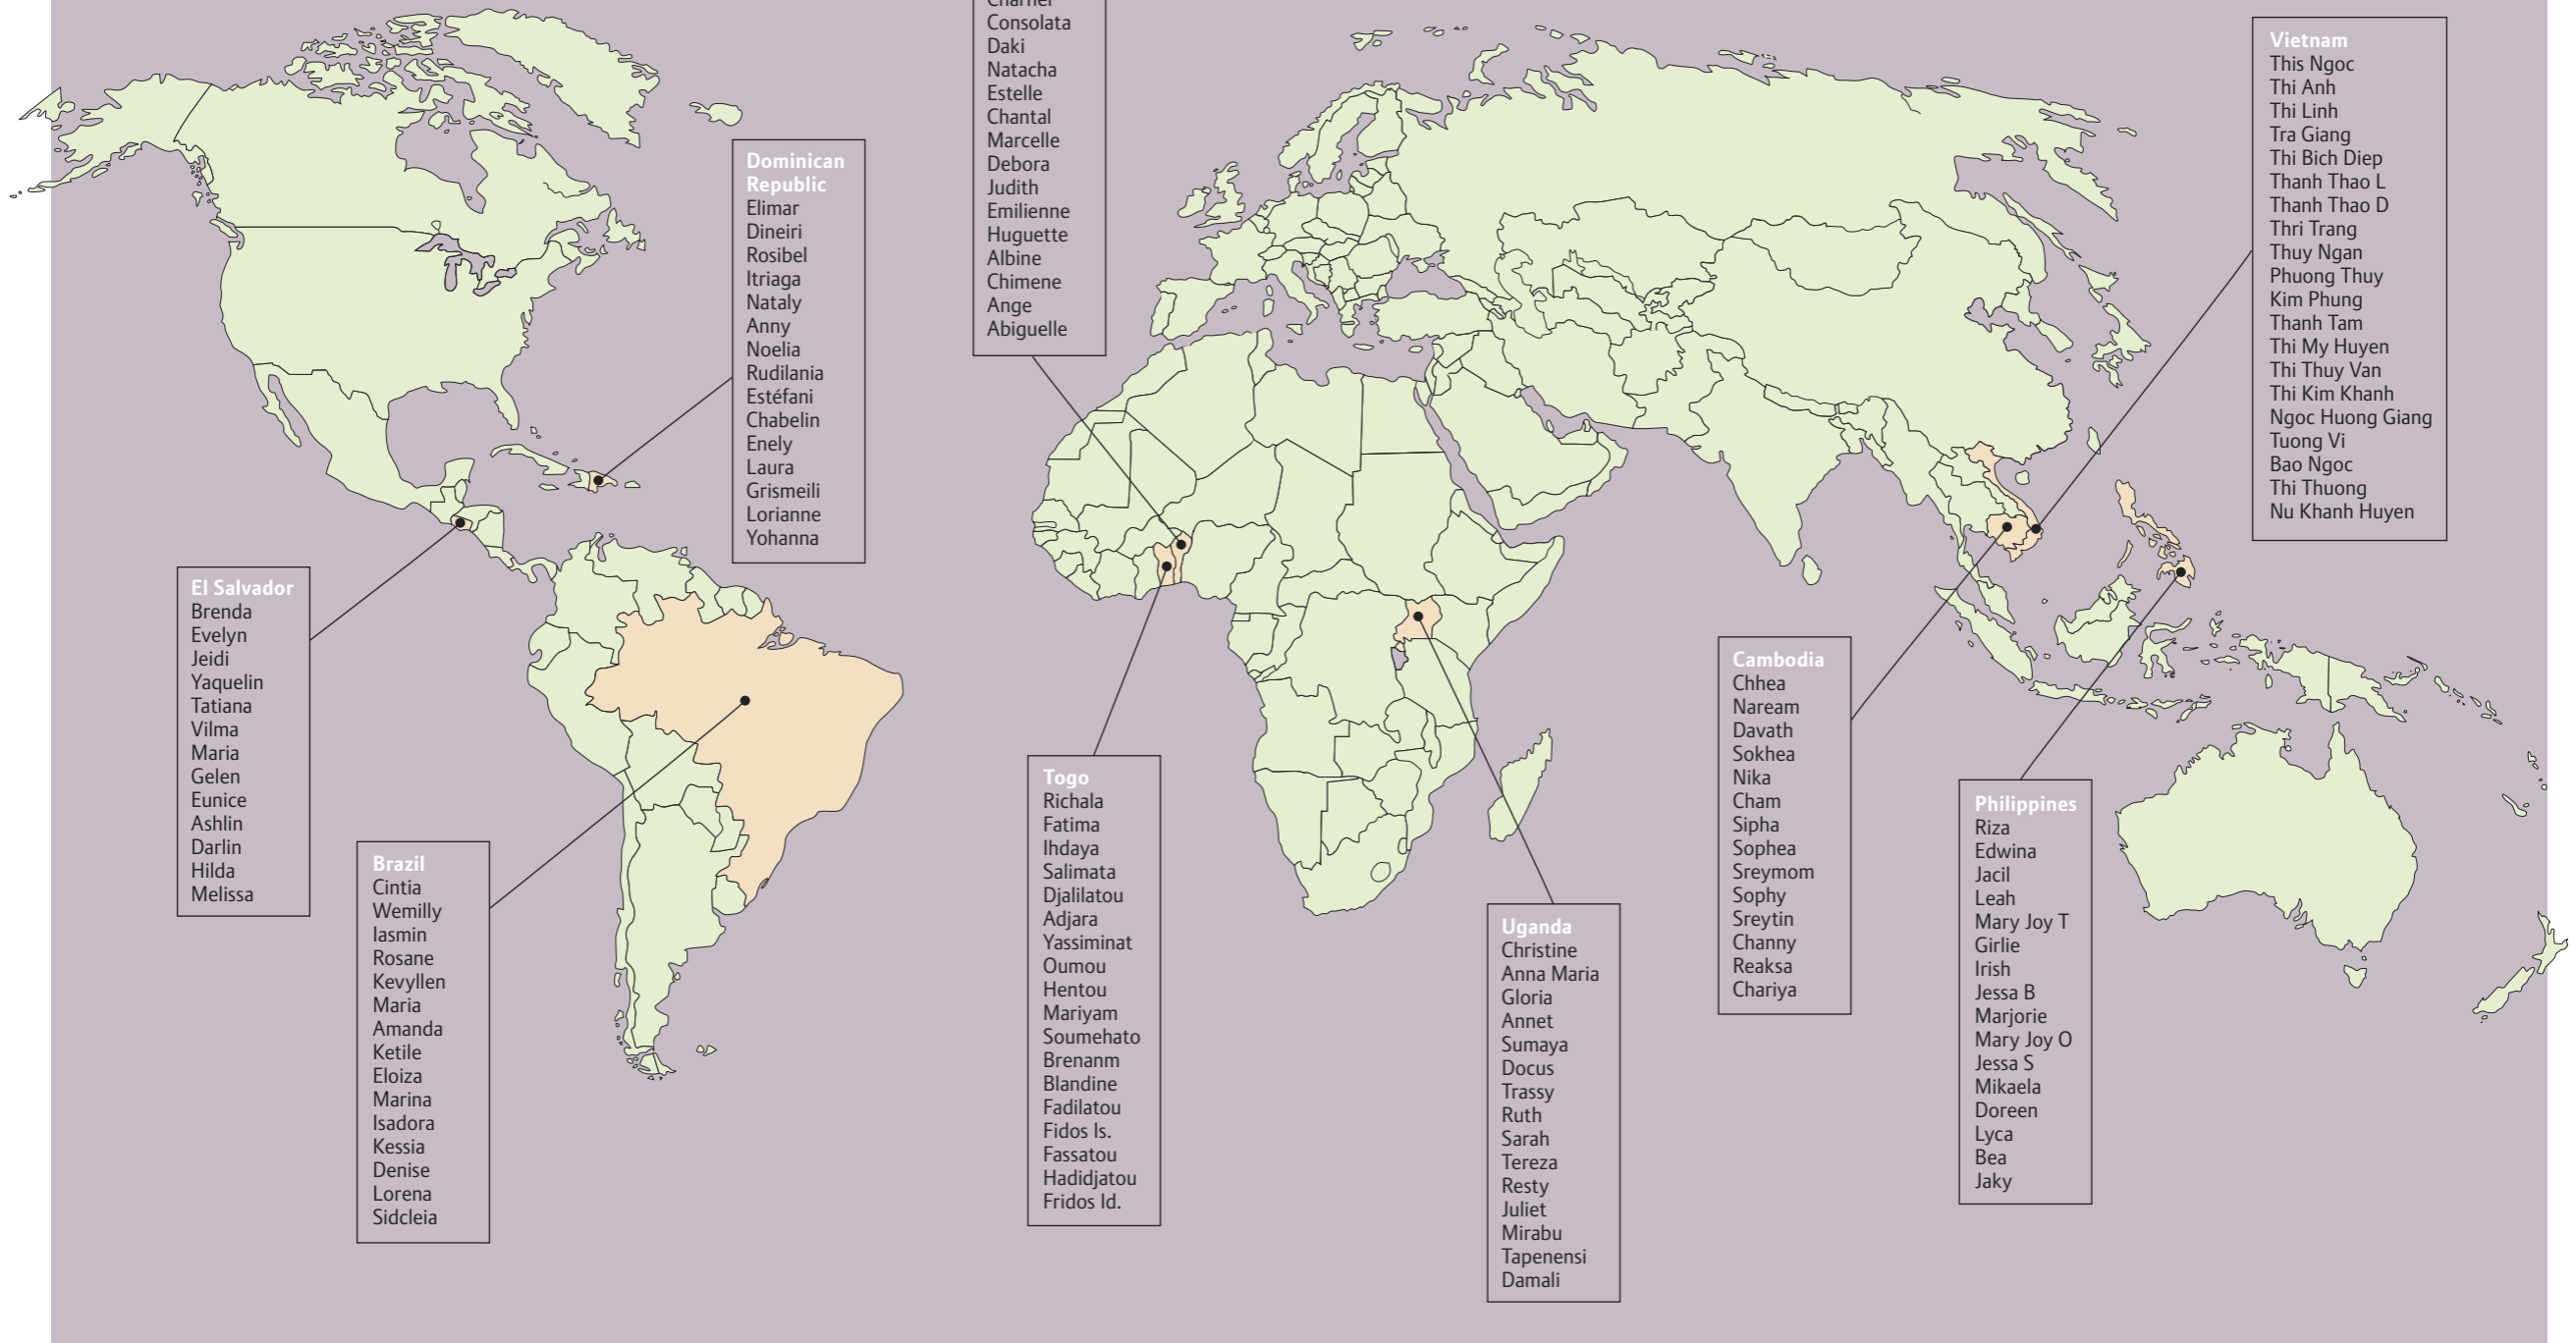 Consolata
Daki
Natacha
Estelle
Chantal
Marcelle
Debora
Judith
Emilienne
Huguette
Albine
Chimene
Ange
Abiguelle
Vietnam
This Ngoc
Thi Anh
Thi Linh
Tra Giang
Thi Bich Diep
Thanh Thao L
Thanh Thao D
Thri Trang
Thuy Ngan
Phuong Thuy
Kim Phung
Thanh Tam
Thi My Huyen
Thi Thuy Van
Thi Kim Khanh
Ngoc Huong Giang
Tuong Vi
Bao Ngoc
Thi Thuong
Nu Khanh Huyen
Dominican
Republic
Elimar
Dineiri
Rosibel
Itriaga
Nataly
Anny
Noelia
Rudilania
Estéfani
Chabelin
Enely
Laura
Grismeili
Lorianne
Yohanna
El Salvador
Brenda
Evelyn
Jeidi
Yaquelin
Tatiana
Vilma
Maria
Gelen
Eunice
Ashlin
Darlin
Hilda
Melissa
Brazil
Cintia
Wemilly
Iasmin
Rosane
Kevyllen
Maria
Amanda
Ketile
Eloiza
Marina
Isadora
Kessia
Denise
Lorena
Sidcleia
Togo
Richala
Fatima
Ihdaya
Salimata
Djalilatou
Adjara
Yassiminat
Oumou
Hentou
Mariyam
Soumehato
Brenanm
Blandine
Fadilatou
Fidos Is.
Fassatou
Hadidjatou
Fridos Id.
Uganda
Christine
Anna Maria
Gloria
Annet
Sumaya
Docus
Trassy
Ruth
Sarah
Tereza
Resty
Juliet
Mirabu
Tapenensi
Damali
Cambodia
Chhea
Naream
Davath
Sokhea
Nika
Cham
Sipha
Sophea
Sreymom
Sophy
Sreytin
Channy
Reaksa
Chariya
Philippines
Riza
Edwina
Jacil
Leah
Mary Joy T
Girlie
Irish
Jessa B
Marjorie
Mary Joy O
Jessa S
Mikaela
Doreen
Lyca
Bea
Jaky